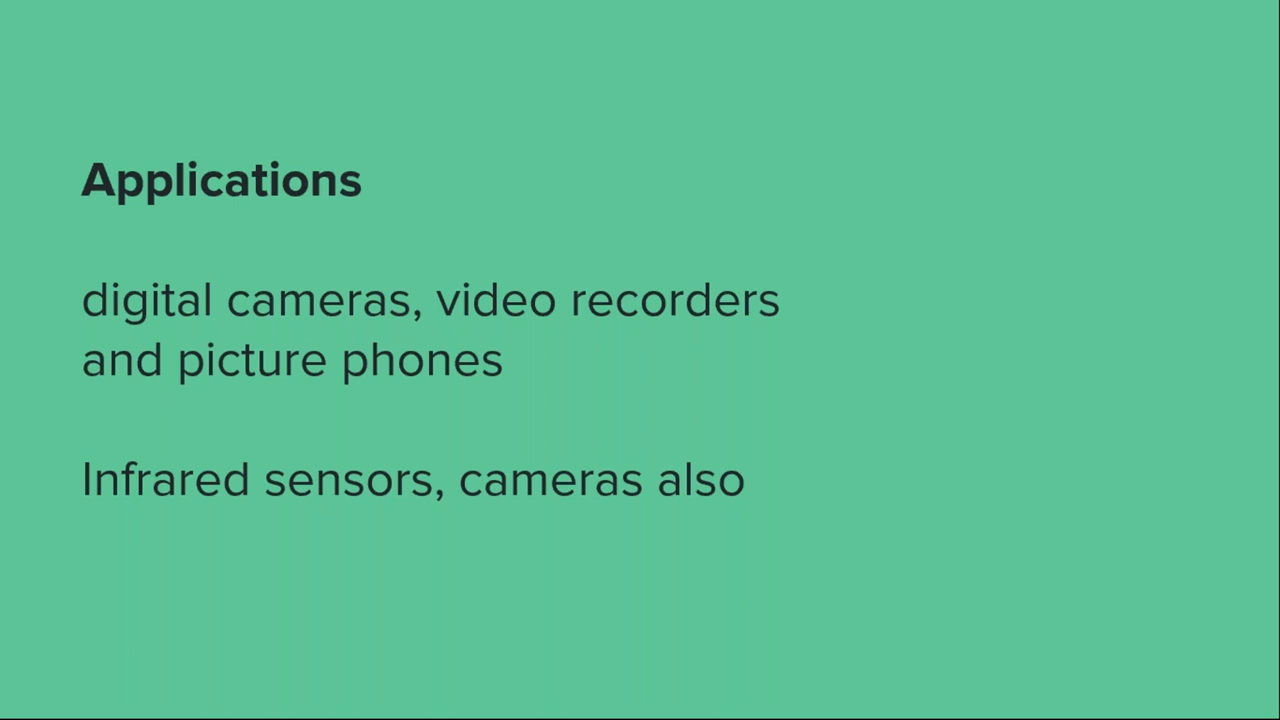 Applications
digital cameras, video recorders
and picture phones
Infrared sensors, cameras also